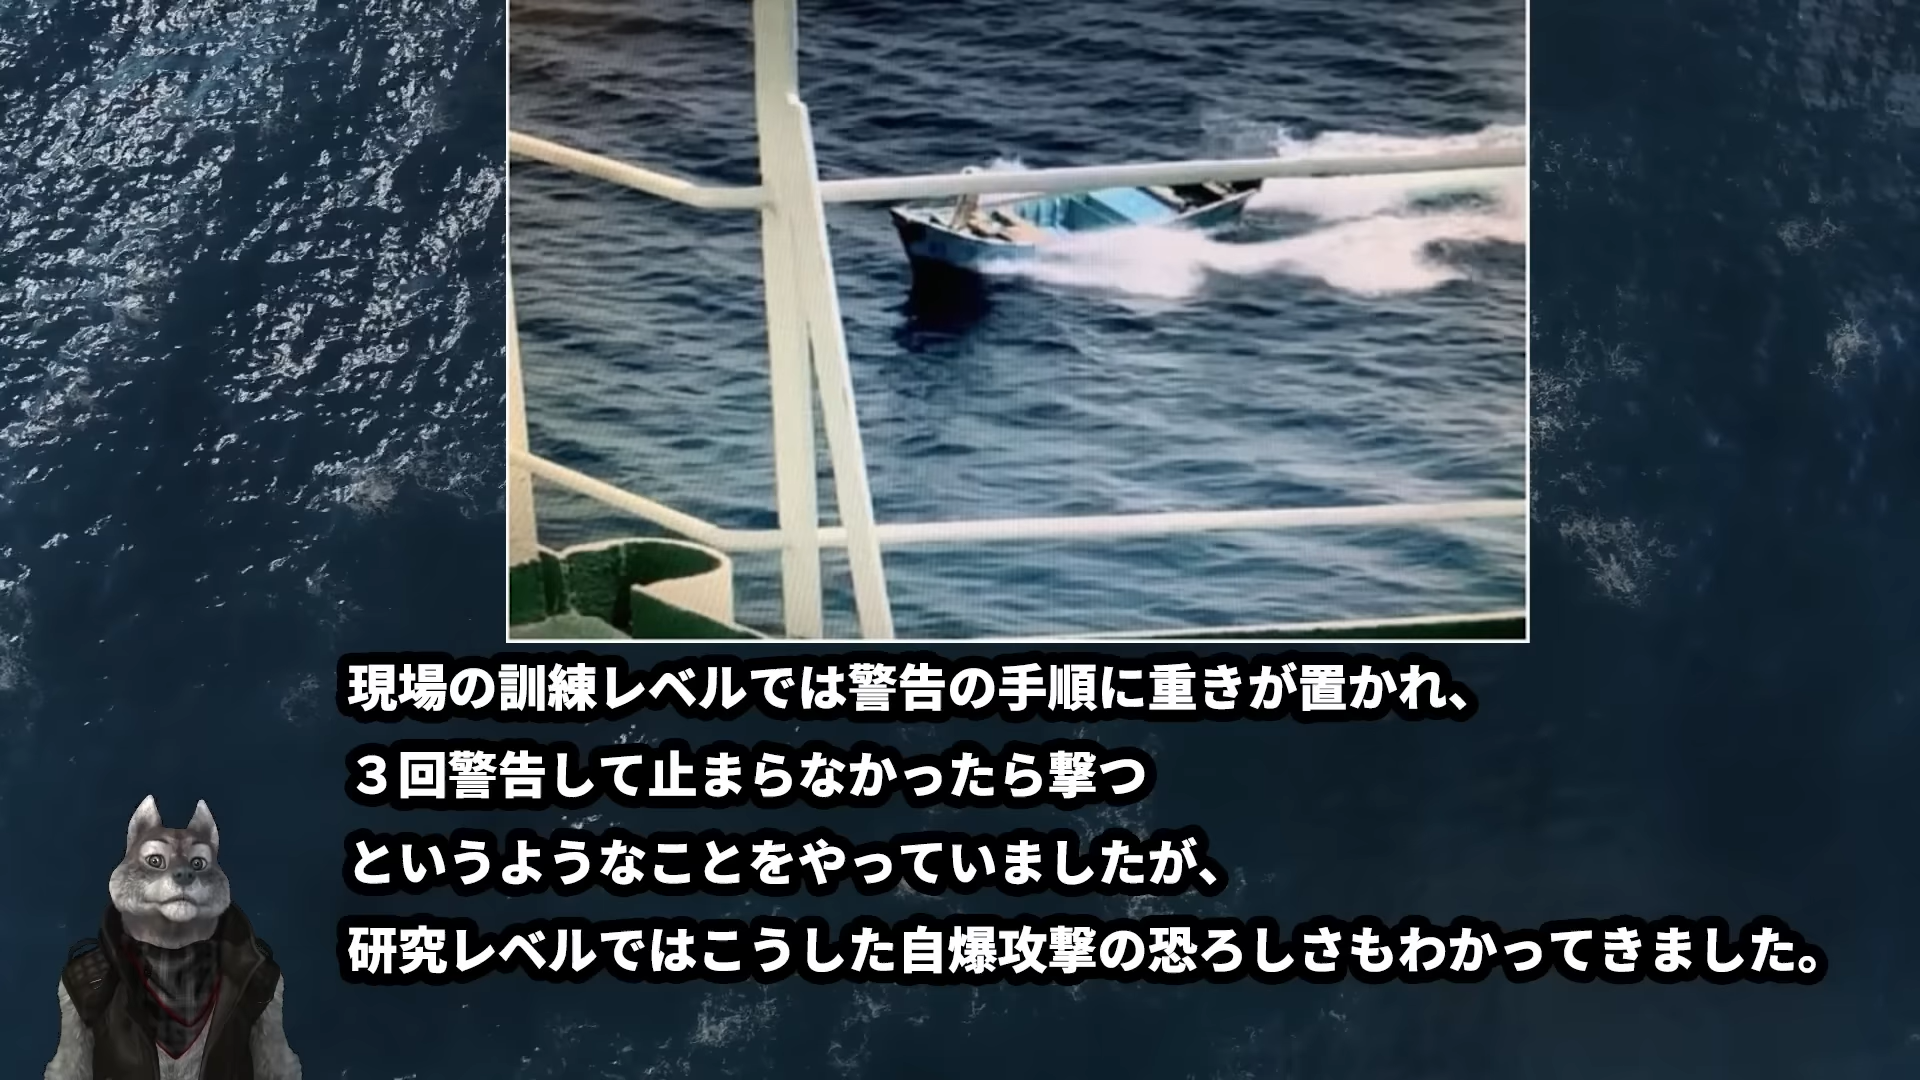 現場の訓練レベルでは警告の手順に重きが置かれ、
３回警告して止まらなかったら撃つ
というようなことをやっていましたが、
研究レベルではこうした自爆攻撃の恐ろしさもわかってきました。